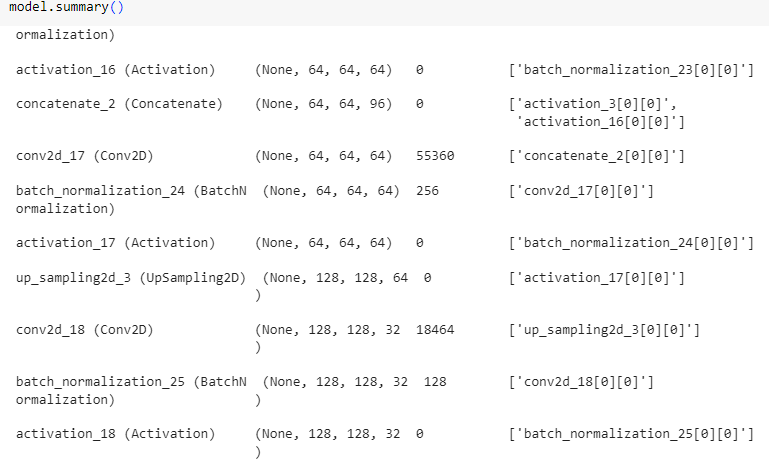 model.summary()
ormalization)
activation_16 (Activation) (None, 64, 64, 64) 0 ['batch_normalization_23[0][0]']
concatenate_2 (Concatenate) (None, 64, 64, 96) 0 ['activation_3[0][0]',
'activation_16[0][0]']
conv2d_17 (Conv2D) (None, 64, 64, 64) 55360 ['concatenate_2[0][0]']
batch_normalization_24 (BatchN (None, 64, 64, 64) 256 ['conv2d_17[0][0]']
ormalization)
activation_17 (Activation) (None, 64, 64, 64) 0 ['batch_normalization_24[0][0]']
up_sampling2d_3 (UpSampling2D) (None, 128, 128, 64 0 ['activation_17[0][0]']
)
conv2d_18 (Conv2D) (None, 128, 128, 32 18464 ['up_sampling2d_3[0][0]']
)
batch_normalization_25 (BatchN (None, 128, 128, 32 128 ['conv2d_18[0][0]']
ormalization) )
activation_18 (Activation) (None, 128, 128, 32 0 ['batch_normalization_25[0][0]']
)